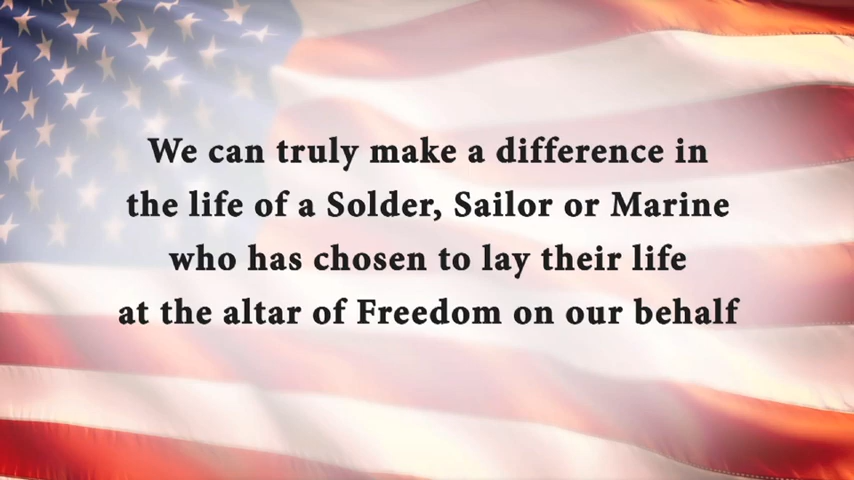 We can truly make a difference in
the life of a Solder, Sailor or Marine
who has chosen to lay their life
at the altar of Freedom on our behalf